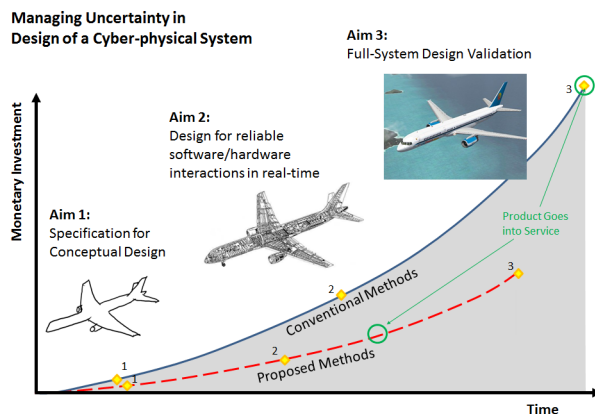 Managing Uncertainty in
Design of a Cyber-physical System
Aim 3:
Full-System Design Validation
3
Aim 2:
Design for reliable
software/hardware
interactions in real-time
Monetary Investment
Aim 1:
Specification for
Conceptual Design
Product Goes
into Service
2
Conventional Methods
3
2
Proposed Methods
1
1
Time